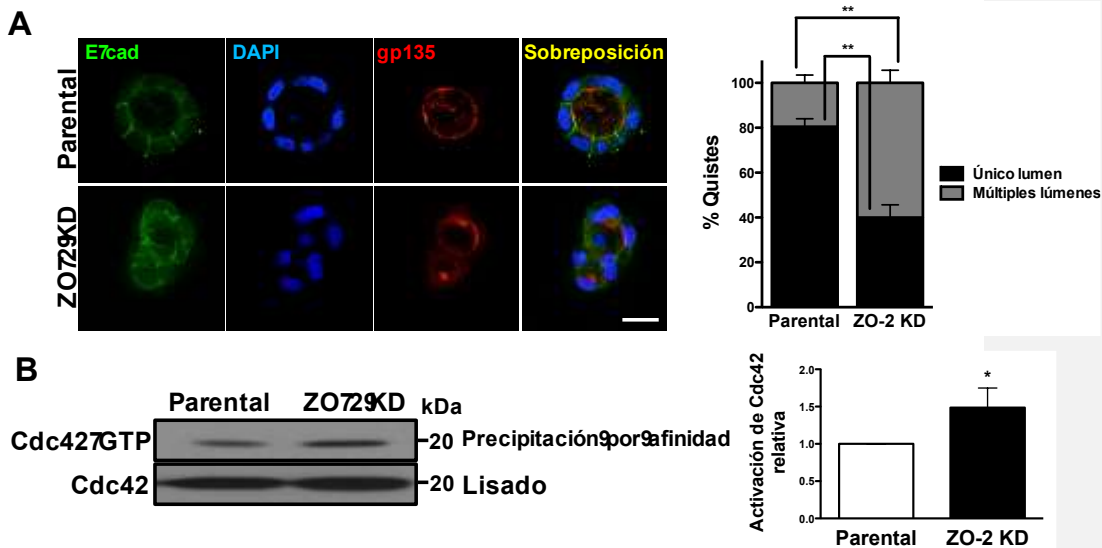 A
E7cad
DAPI
gp135
Sobreposición
Parental
ZO729KD
**
**
100
80
60
40
20
0
% Quistes
Parental
ZO-2 KD
Único lumen
Múltiples lúmenes
B
Parental
ZO729KD
kDa
Cdc427GTP
20
Precipitación9por9afinidad
Cdc42
20
Lisado
*
2.0
1.5
1.0
0.5
0.0
Activación de Cdc42
relativa
Parental
ZO-2 KD